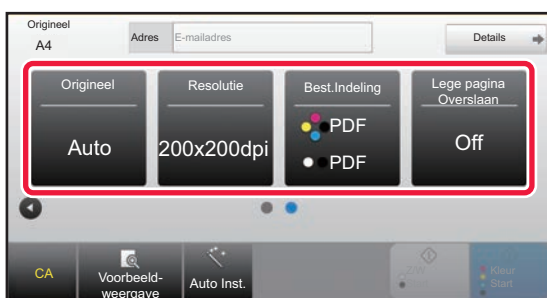 Origineel
A4
Adres
E-mailadres
Details
Origineel
Auto
Resolutie
200x200dpi
Best.Indeling
PDF
PDF
Lege pagina
Overslaan
Off
CA
Voorbeeld-
weergave
Auto Inst.
Z/W
Start
Kleur
Start